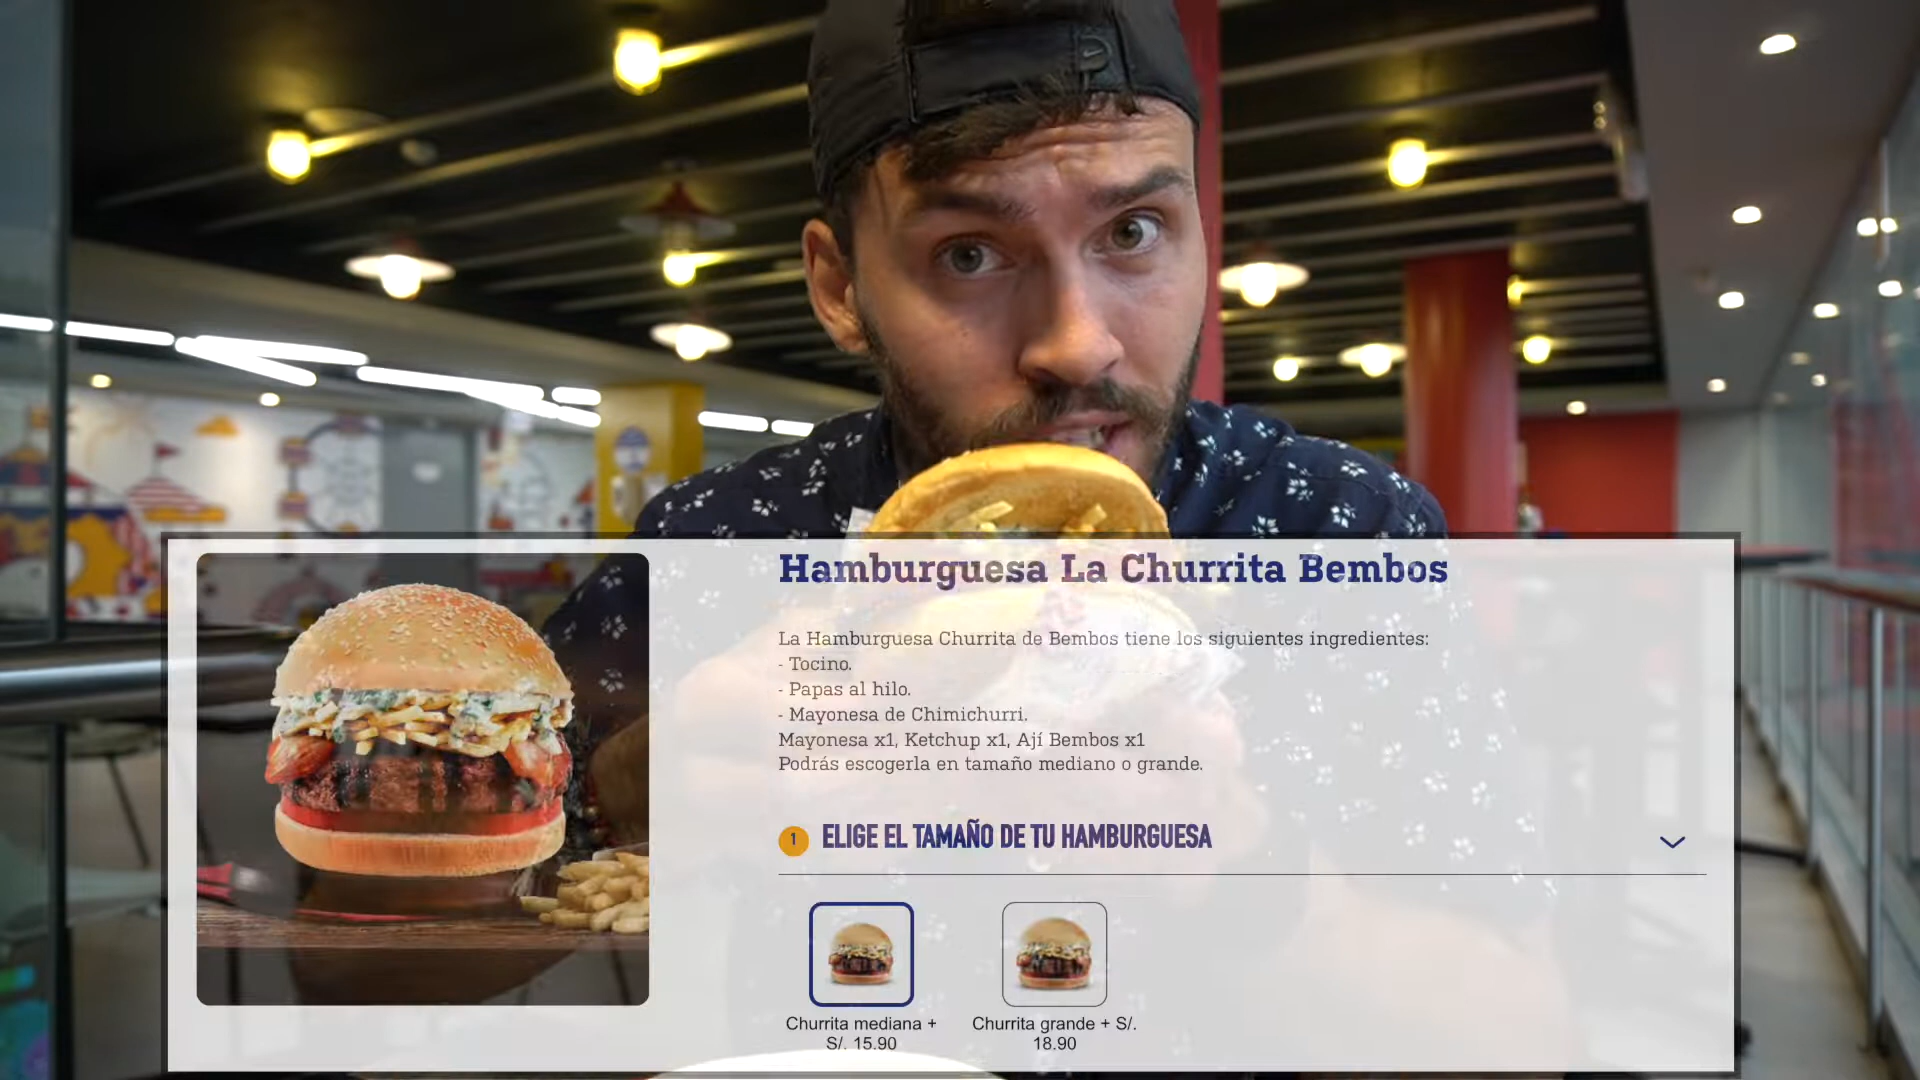 Hamburguesa La Churrita Bembos
La Hamburguesa Churrita de Bembos tiene los siguientes ingredientes:
- Tocino.
- Papas al hilo.
- Mayonesa de Chimichurri.
Mayonesa x1, Ketchup x1, Ají Bembos x1
Podrás escogerla en tamaño mediano o grande.
1 ELIGE EL TAMAÑO DE TU HAMBURGUESA
Churrita mediana +
S/. 15.90
Churrita grande + S/.
18.90